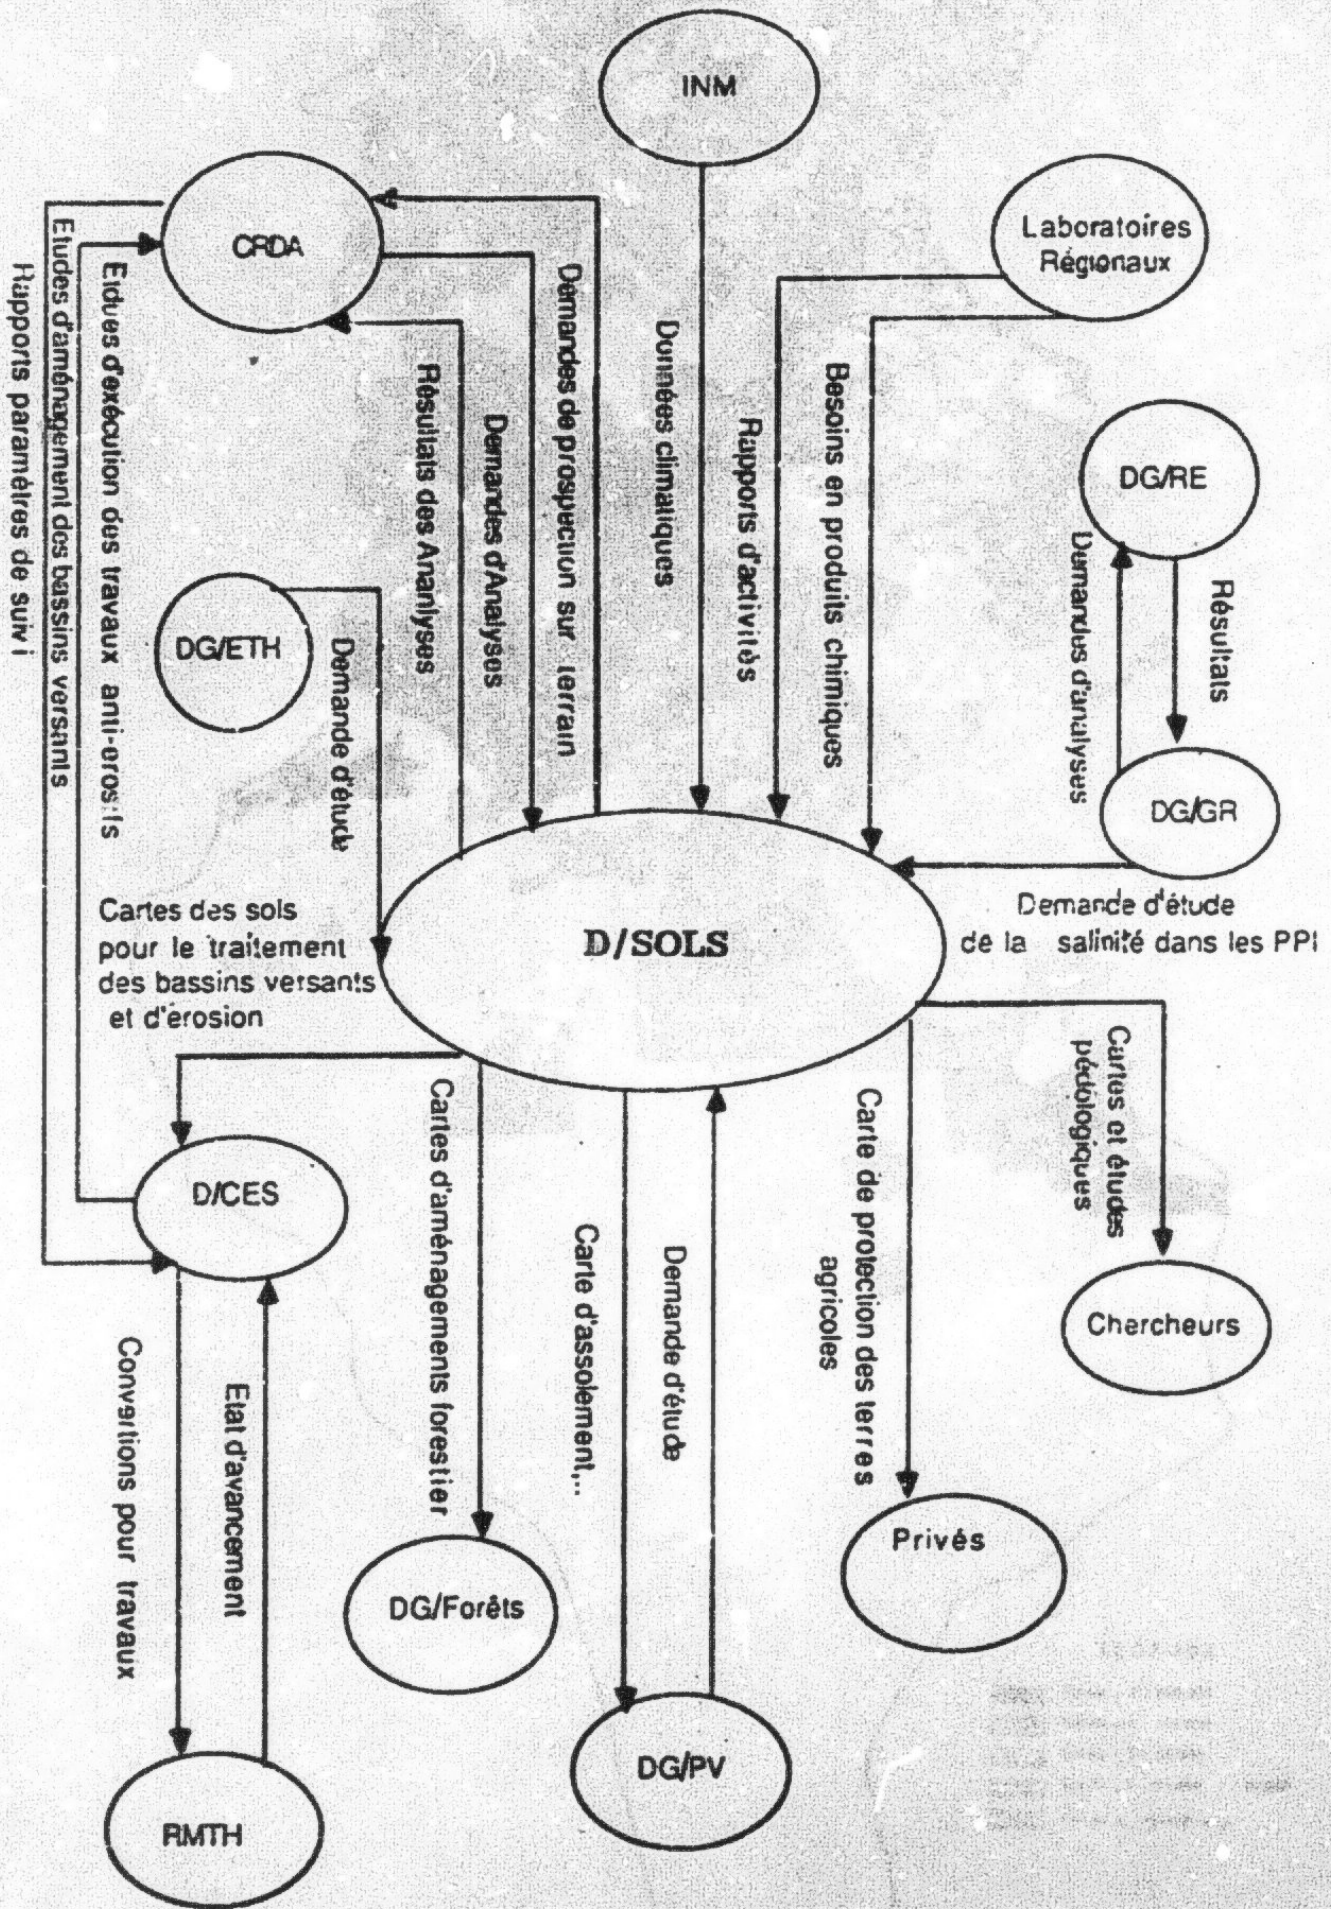 INM
Laboratoires
Régionaux
CRDA
DG/RE
DG/ETH
DG/GR
Rapports paramètres de suivi
Etudes d'aménagement des bassins versants
Etdues d'exécution des travaux anti-erosifs
Résultats des Ananlyses
Demandes d'Analyses
Demandes de prospection sur terrain
Données climatiques
Rapports d'activités
Besoins en produits chimiques
Demandes d'analyses
Résultats
Demande d'étude
Demande d'étude
de la salinité dans les PPI
D/SOLS
Cartes des sols
pour le traitement
des bassins versants
et d'érosion
D/CES
Cartes d'aménagements forestier
Carte d'assolement,..
Demande d'étude
Carte de protection des terres
agricoles
Cartes et études
pédologiques
Chercheurs
Convertions pour travaux
Etat d'avancement
Privés
DG/Forêts
DG/PV
RMTH